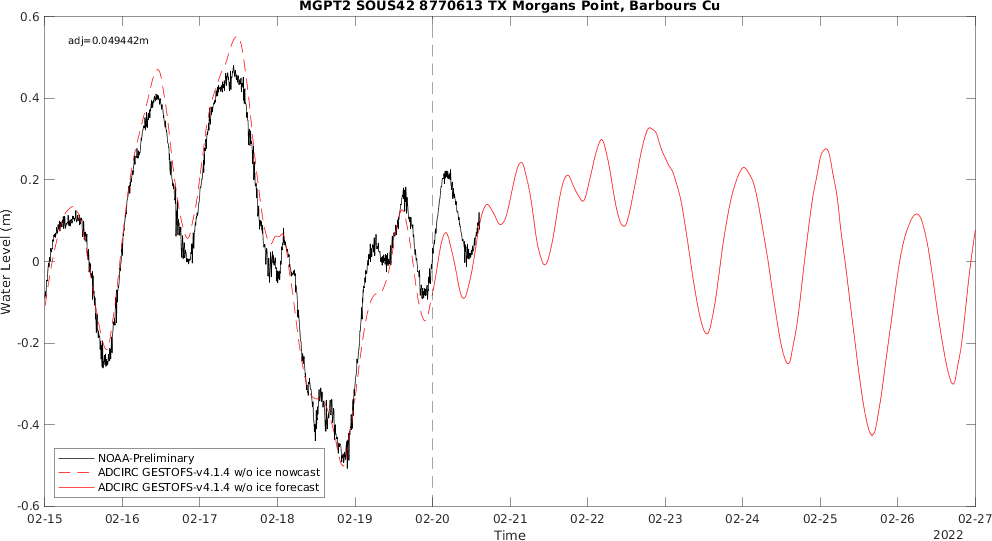 MGPT2 SOUS42 8770613 TX Morgans Point, Barbours Cu
adj=0.049442m
Water Level (m)
0.6
0.4
0.2
0
-0.2
-0.4
-0.6
NOAA-Preliminary
ADCIRC GESTOFS-v4.1.4 w/o ice nowcast
ADCIRC GESTOFS-v4.1.4 w/o ice forecast
02-15 02-16 02-17 02-18 02-19 02-20 02-21 02-22 02-23 02-24 02-25 02-26 02-27
Time
2022